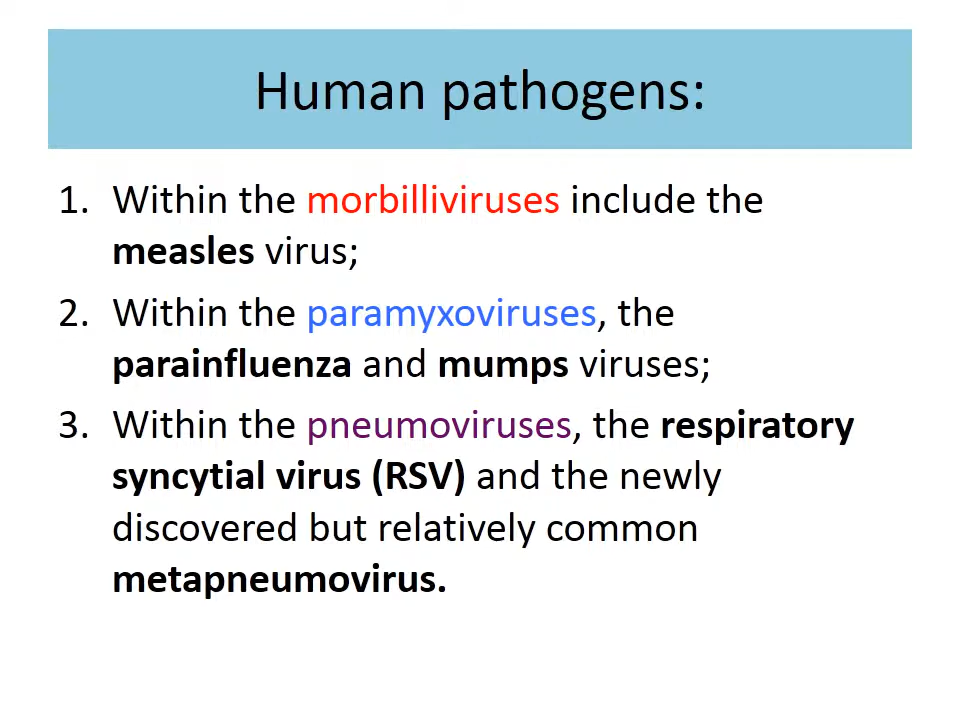 Human pathogens:
1. Within the morbilliviruses include the
measles virus;
2. Within the paramyxoviruses, the
parainfluenza and mumps viruses;
3. Within the pneumoviruses, the respiratory
syncytial virus (RSV) and the newly
discovered but relatively common
metapneumovirus.